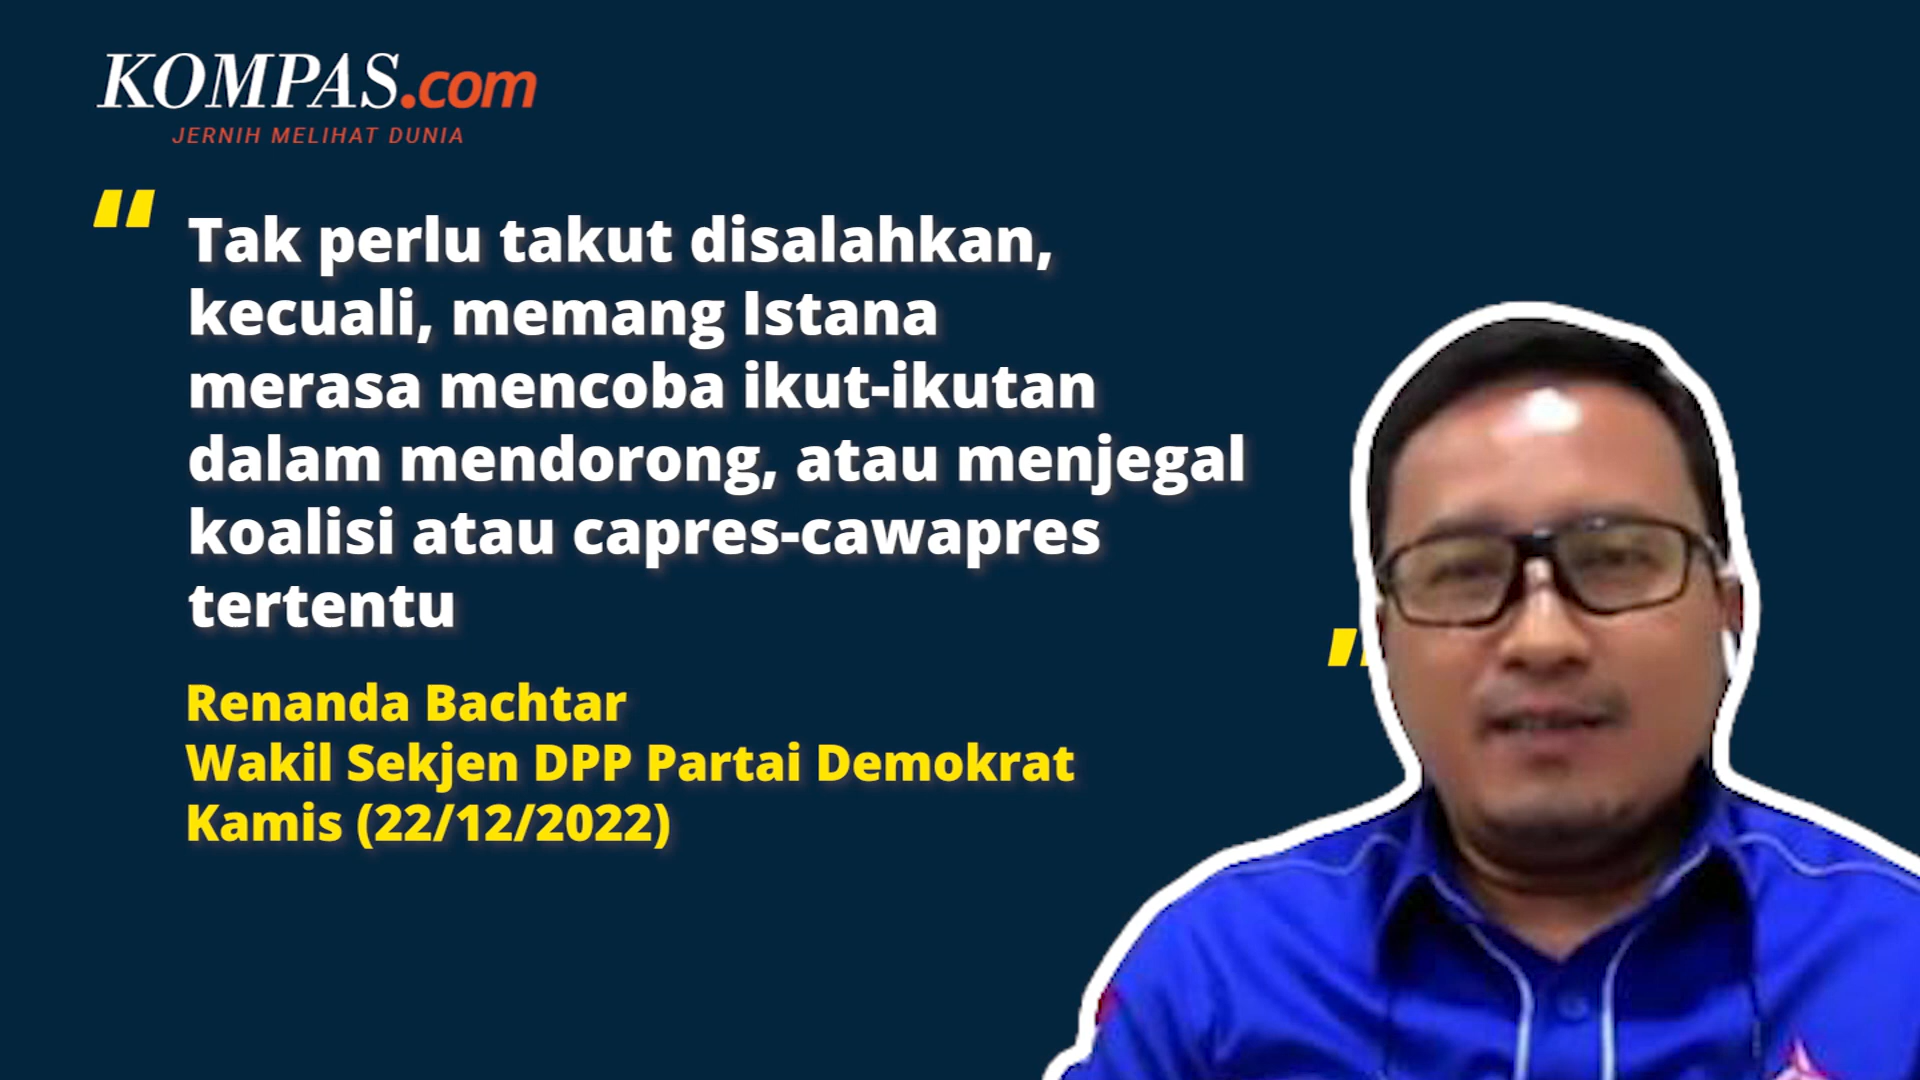 KOMPAS.com
JERNIH MELIHAT DUNIA
“
Tak perlu takut disalahkan,
kecuali, memang Istana
merasa mencoba ikut-ikutan
dalam mendorong, atau menjegal
koalisi atau capres-cawapres
tertentu
”
Renanda Bachtar
Wakil Sekjen DPP Partai Demokrat
Kamis (22/12/2022)